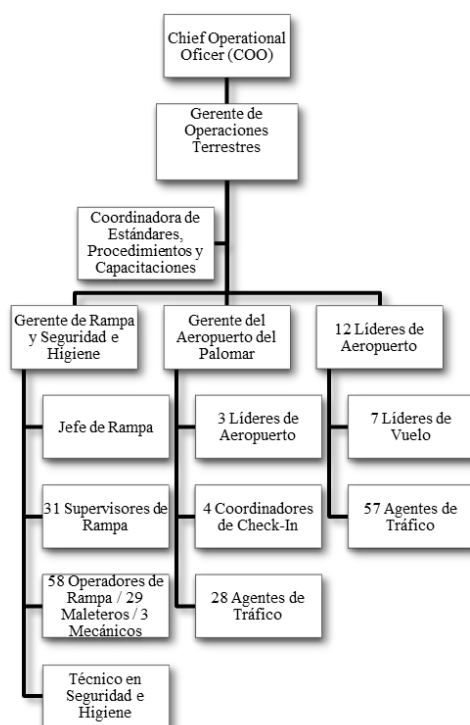 Chief Operational
Oficer (COO)
Gerente de
Operaciones
Terrestres
Coordinadora de
Estándares,
Procedimientos y
Capacitaciones
Gerente de Rampa
y Seguridad e
Higiene
Gerente del
Aeropuerto del
Palomar
12 Líderes de
Aeropuerto
Jefe de Rampa
3 Líderes de
Aeropuerto
7 Líderes de
Vuelo
31 Supervisores de
Rampa
4 Coordinadores
de Check-In
57 Agentes de
Tráfico
58 Operadores de
Rampa / 29
Maleteros / 3
Mecánicos
28 Agentes de
Tráfico
Técnico en
Seguridad e
Higiene